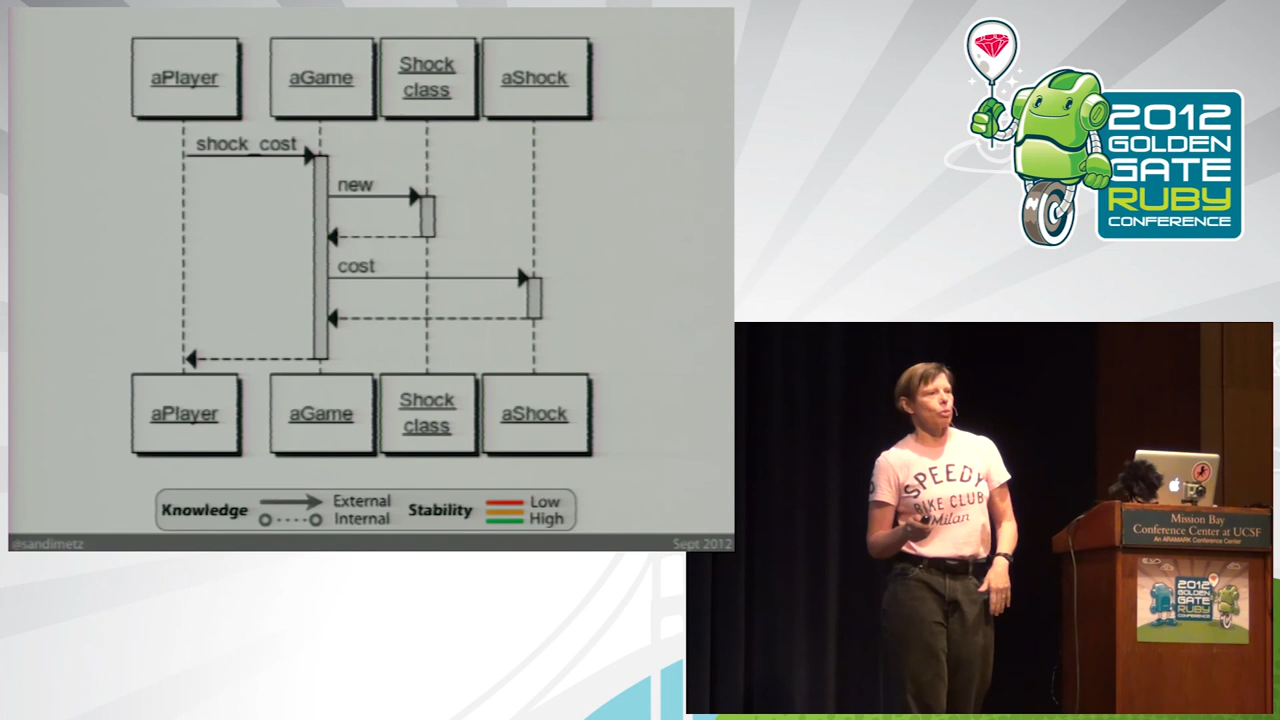 aPlayer
aGame
Shock
class
aShock
shock_cost
new
cost
aPlayer
aGame
Shock
class
aShock
Knowledge
External
Internal
Stability
Low
High
@sandimetz
Sept 2012
2012
GOLDEN
GATE
RUBY
CONFERENCE
SPEEDY
BIKE CLUB
Milan
Mission Bay
Conference Center at UCSF
An ARAMARK Conference Center
2012
GOLDEN
GATE
RUBY
CONFERENCE